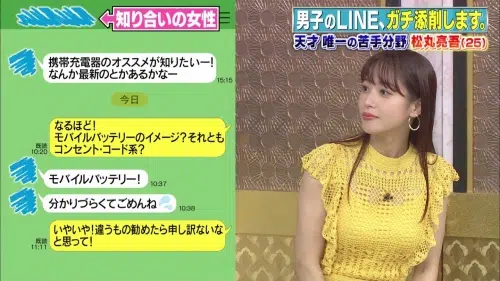 知り合いの女性
男子のLINE、ガチ添削します。
天才 唯一の苦手分野 松丸亮吾(25)
携帯充電器のオススメが知りたいー!
なんか最新のとかあるかなー
15:15
今日
なるほど!
モバイルバッテリーのイメージ?それとも
コンセント・コード系?
既読
10:20
モバイルバッテリー!
10:37
分かりづらくてごめんね
10:38
いやいや!違うもの勧めたら申し訳ないな
と思って!
既読
11:11